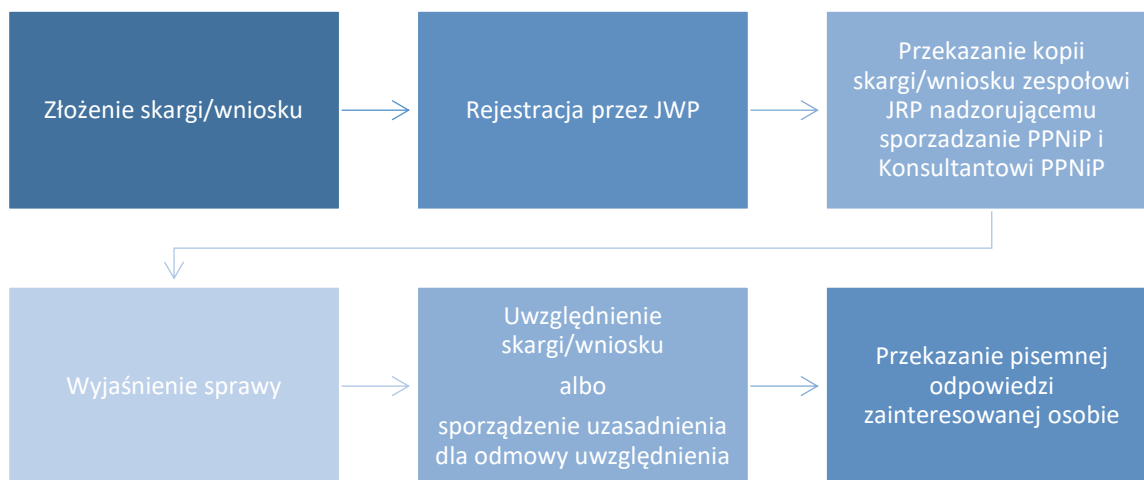 Złożenie skargi/wniosku
Rejestracja przez JWP
Przekazanie kopii
skargi/wniosku zespołowi
JRP nadzorującemu
sporzadzanie PPNiP i
Konsultantowi PPNiP
Wyjaśnienie sprawy
Uwzględnienie
skargi/wniosku
albo
sporządzenie uzasadnienia
dla odmowy uwzględnienia
Przekazanie pisemnej
odpowiedzi
zainteresowanej osobie